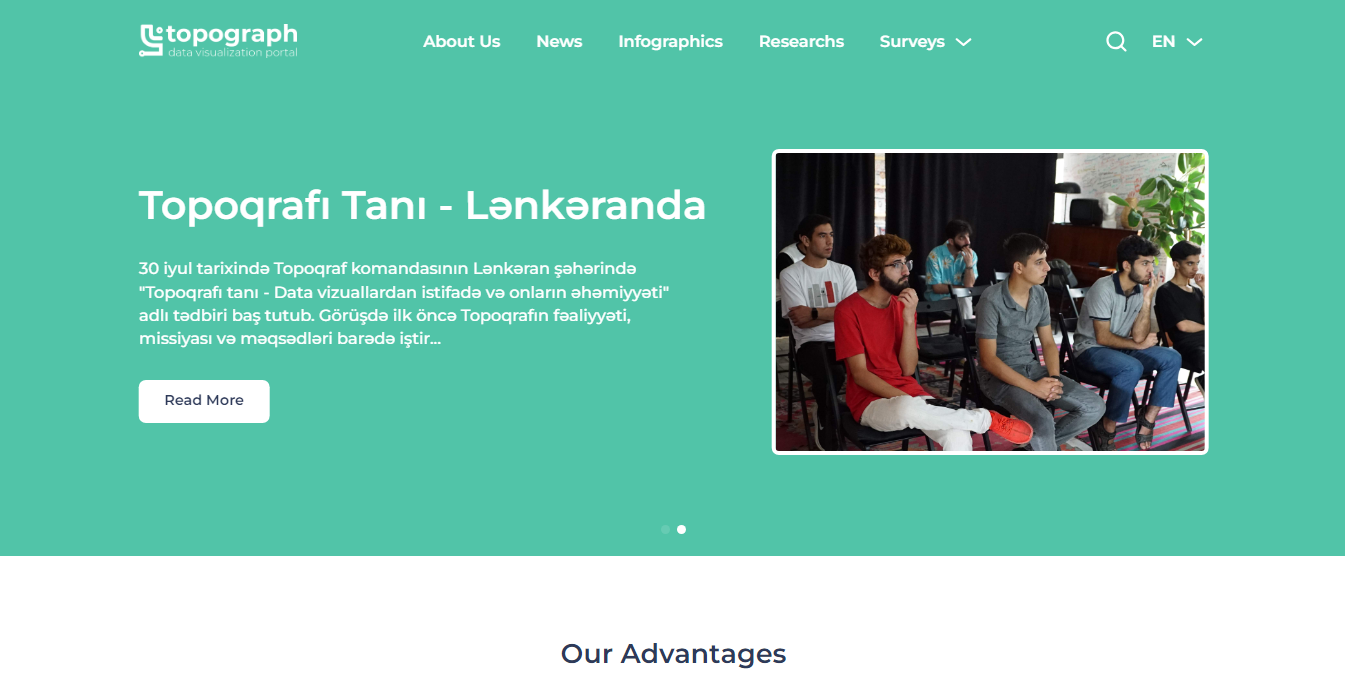 topograph
data visualization portal
About Us News Infographics Researchs Surveys EN
Topoqrafı Tanı - Lənkəranda
30 iyul tarixində Topoqraf komandasının Lənkəran şəhərində
"Topoqrafı tanı - Data vizuallardan istifadə və onların əhəmiyyəti"
adlı tədbiri baş tutub. Görüşdə ilk öncə Topoqrafın fəaliyyəti,
missiyası və məqsədləri barədə iştir...
Read More
Our Advantages